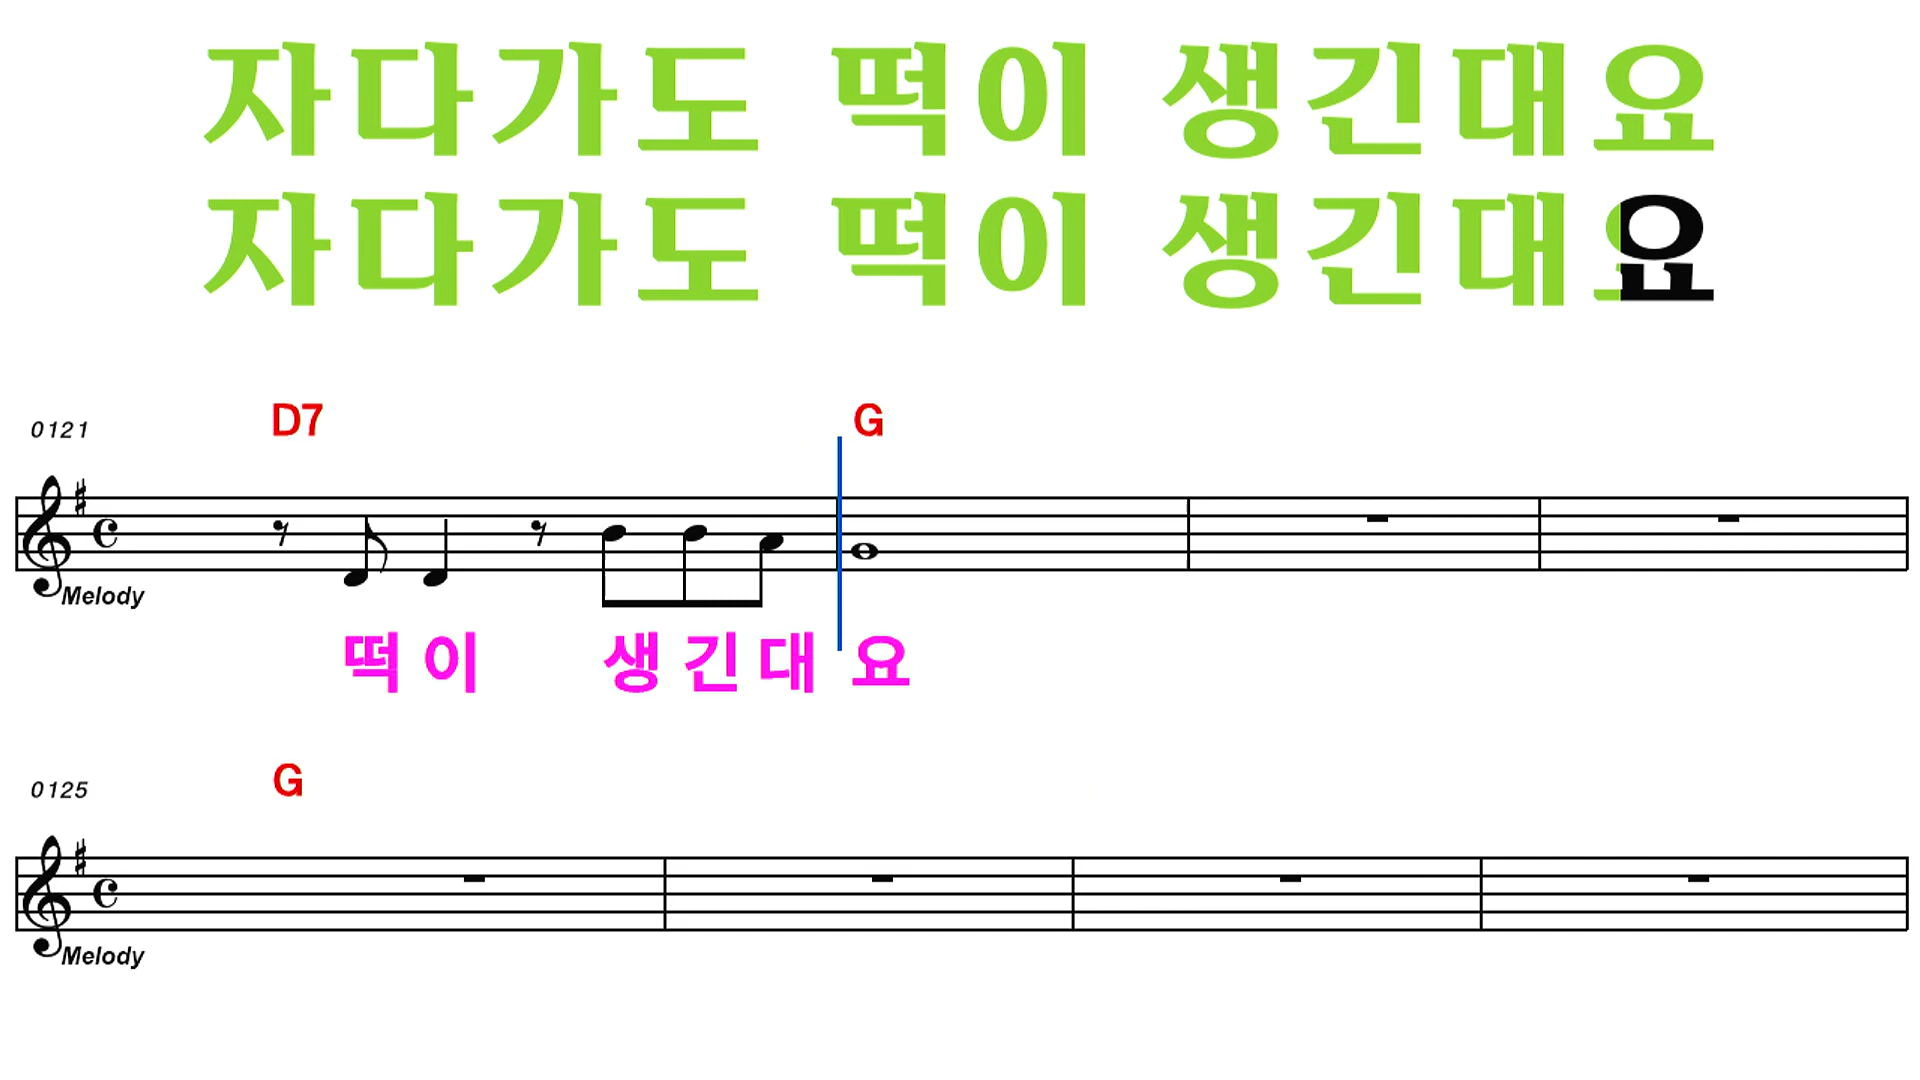 자다가도 떡이 생긴대요
자다가도 떡이 생긴대요
0121 D7 G
Melody
떡 이 생 긴 대 요
0125 G
Melody